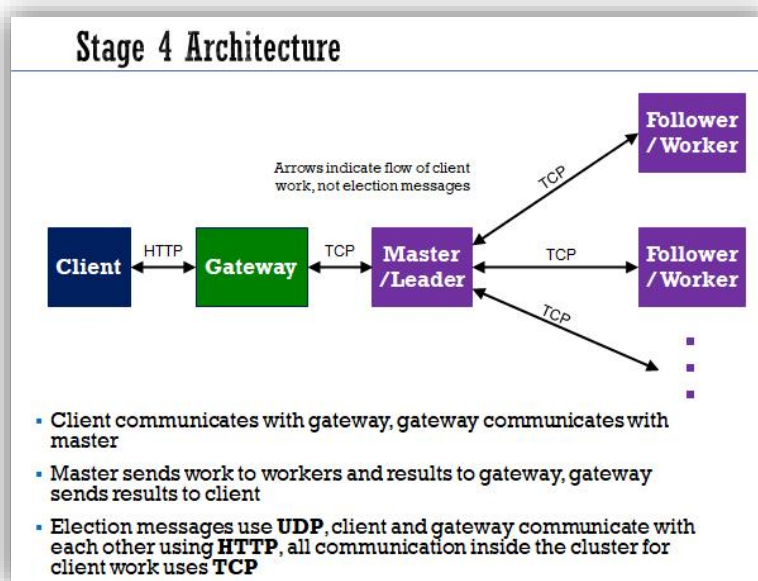 Stage 4 Architecture
Arrows indicate flow of client
work, not election messages
Follower
/Worker
TCP
Client
HTTP
Gateway
TCP
Master
/Leader
TCP
Follower
/Worker
TCP
▪ Client communicates with gateway, gateway communicates with
master
▪ Master sends work to workers and results to gateway, gateway
sends results to client
▪ Election messages use UDP, client and gateway communicate with
each other using HTTP, all communication inside the cluster for
client work uses TCP